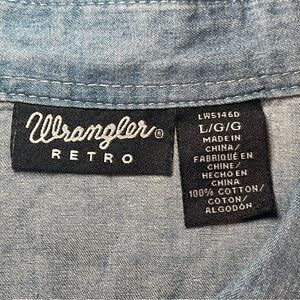 Wrangler®
RETRO
LW5146D
L/G/G
MADE IN
CHINA/
FABRIQUÉ EN
CHINE/
HECHO EN
CHINA
100% COTTON/
COTON/
ALGODÓN